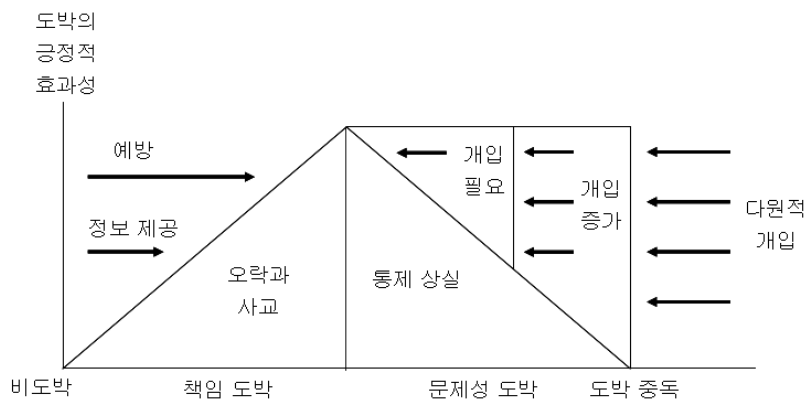 도박의
긍정적
효과성
예방
정보 제공
오락과
사교
통제 상실
개입
필요
개입
증가
다원적
개입
비도박
책임 도박
문제성 도박
도박 중독